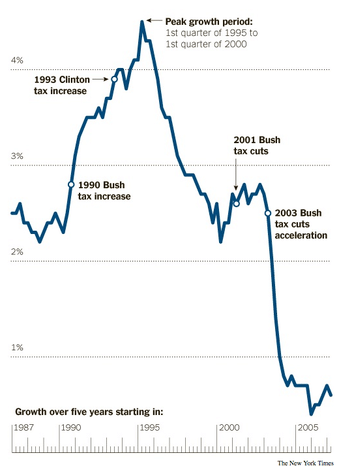 Peak growth period:
1st quarter of 1995 to
1st quarter of 2000
4%
1993 Clinton
tax increase
2001 Bush
tax cuts
3%
1990 Bush
tax increase
2003 Bush
tax cuts
acceleration
2%
1%
Growth over five years starting in:
1987 1990 1995 2000 2005
The New York Times